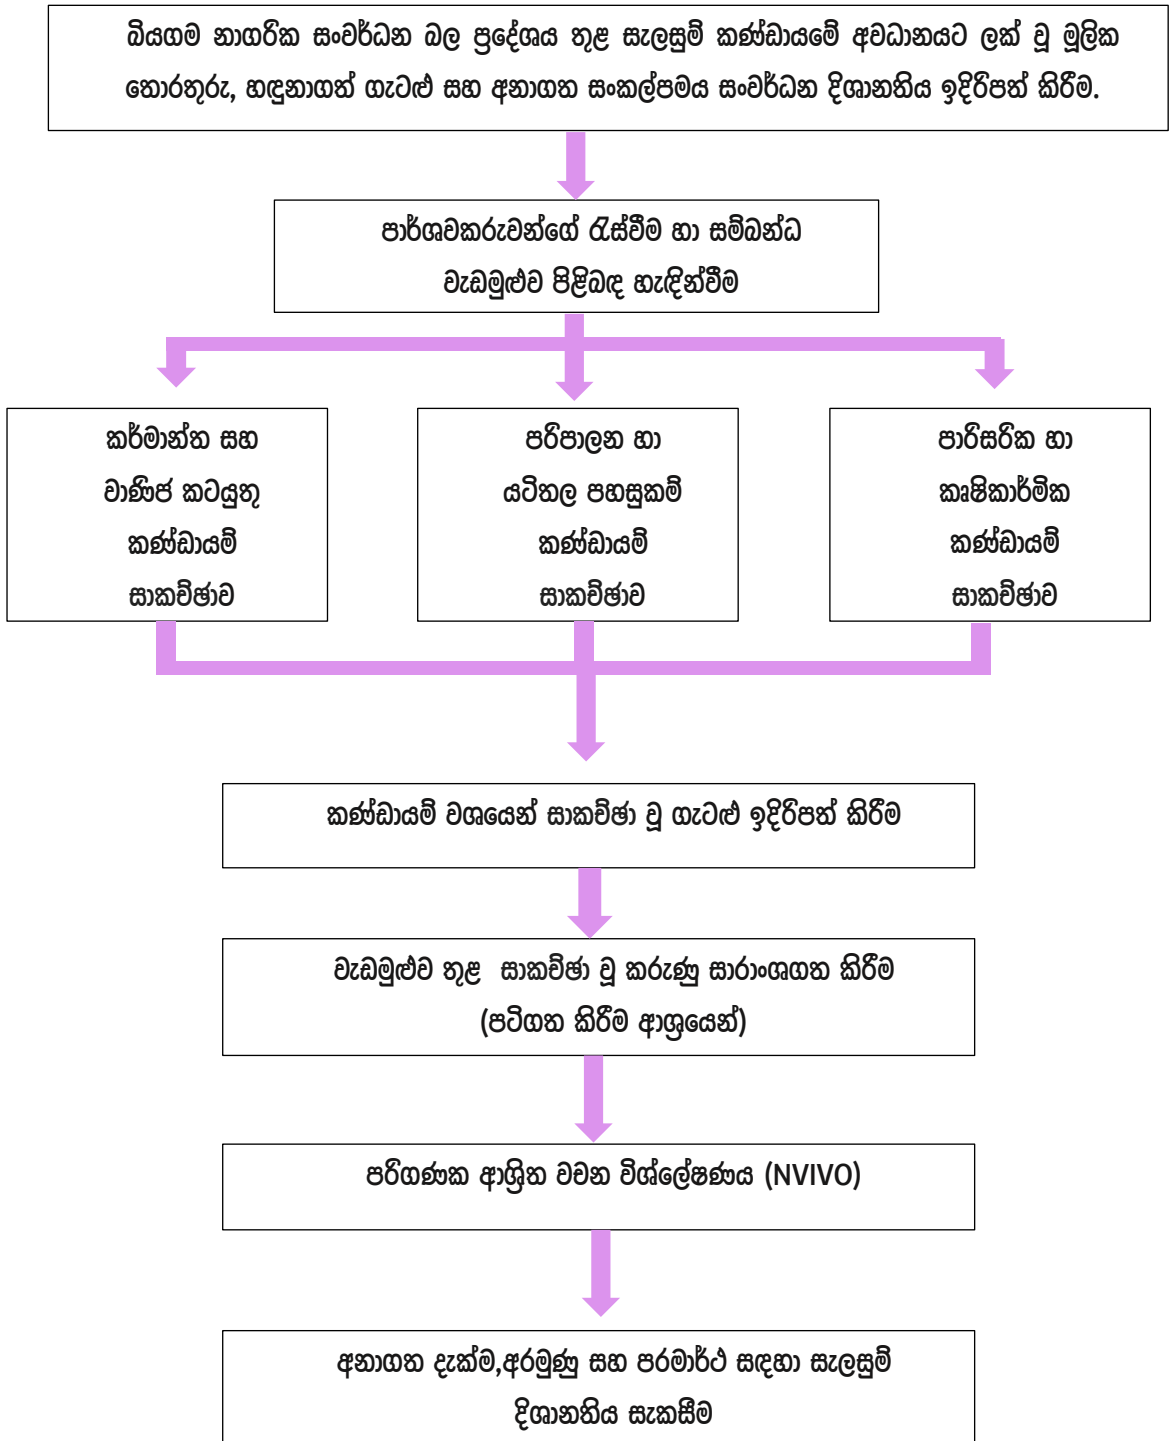 බියගම නාගරික සංවර්ධන බල ප්‍රදේශය තුළ සැලසුම් කණ්ඩායමේ අවධානයට ලක් වූ මූලික
තොරතුරු, හඳුනාගත් ගැටළු සහ අනාගත සංකල්පමය සංවර්ධන දිශානතිය ඉදිරිපත් කිරීම.
පාර්ශවකරුවන්ගේ රැස්වීම හා සම්බන්ධ
වැඩමුළුව පිළිබඳ හැඳින්වීම
කර්මාන්ත සහ
වාණිජ කටයුතු
කණ්ඩායම්
සාකච්ඡාව
පරිපාලන හා
යටිතල පහසුකම්
කණ්ඩායම්
සාකච්ඡාව
පාරිසරික හා
කෘෂිකාර්මික
කණ්ඩායම්
සාකච්ඡාව
කණ්ඩායම් වශයෙන් සාකච්ඡා වූ ගැටළු ඉදිරිපත් කිරීම
වැඩමුළුව තුළ සාකච්ඡා වූ කරුණු සාරාංශගත කිරීම
(පටිගත කිරීම් ආශ්‍රයෙන්)
පරිගණක ආශ්‍රිත වචන විශ්ලේෂණය (NVIVO)
අනාගත දැක්ම,අරමුණු සහ පරමාර්ථ සඳහා සැලසුම්
දිශානතිය සැකසීම